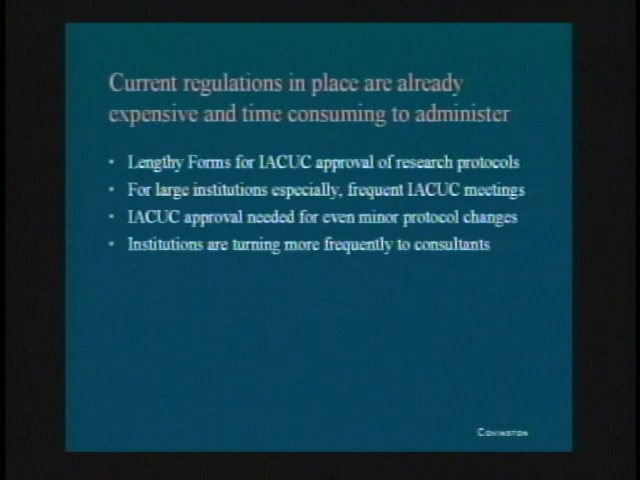 Current regulations in place are already
expensive and time consuming to administer
• Lengthy Forms for IACUC approval of research protocols
• For large institutions especially, frequent IACUC meetings
• IACUC approval needed for even minor protocol changes
• Institutions are turning more frequently to consultants
COVINGTON